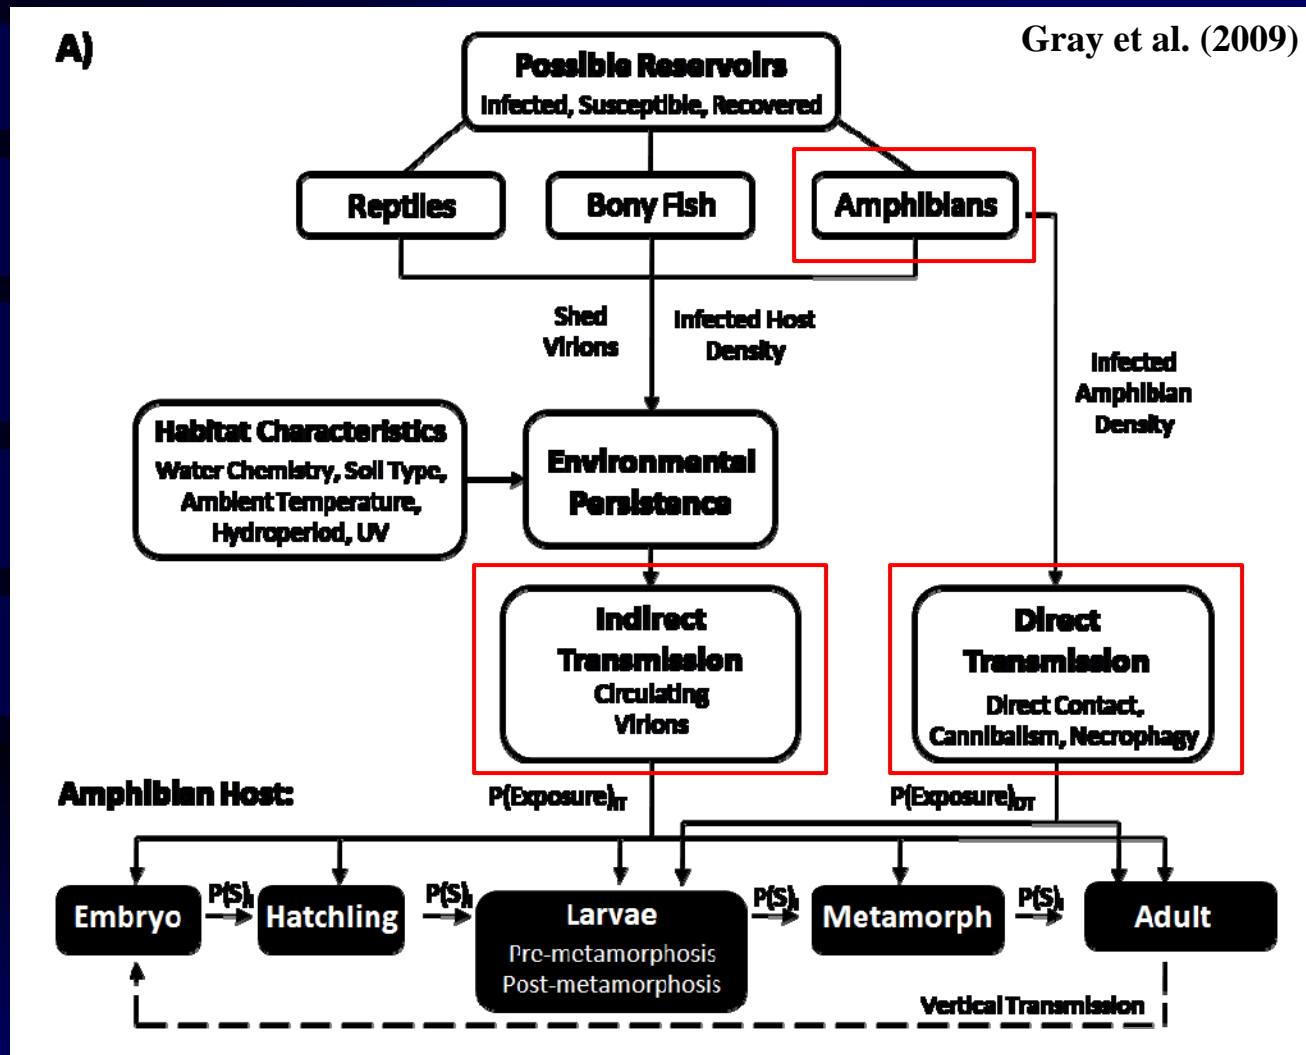 A)
Gray et al. (2009)
Possible Reservoirs
Infected, Susceptible, Recovered
Reptiles
Bony Fish
Amphibians
Shed
Virions
Infected Host
Density
Infected
Amphibian
Density
Habitat Characteristics
Water Chemistry, Soil Type,
Ambient Temperature,
Hydroperiod, UV
Environmental
Persistence
Indirect
Transmission
Circulating
Virions
Direct
Transmission
Direct Contact,
Cannibalism, Necrophagy
Amphibian Host:
P(Exposure)IT
P(Exposure)DT
Embryo
P(S)I
Hatchling
P(S)I
Larvae
Pre-metamorphosis
Post-metamorphosis
P(S)I
Metamorph
P(S)I
Adult
Vertical Transmission